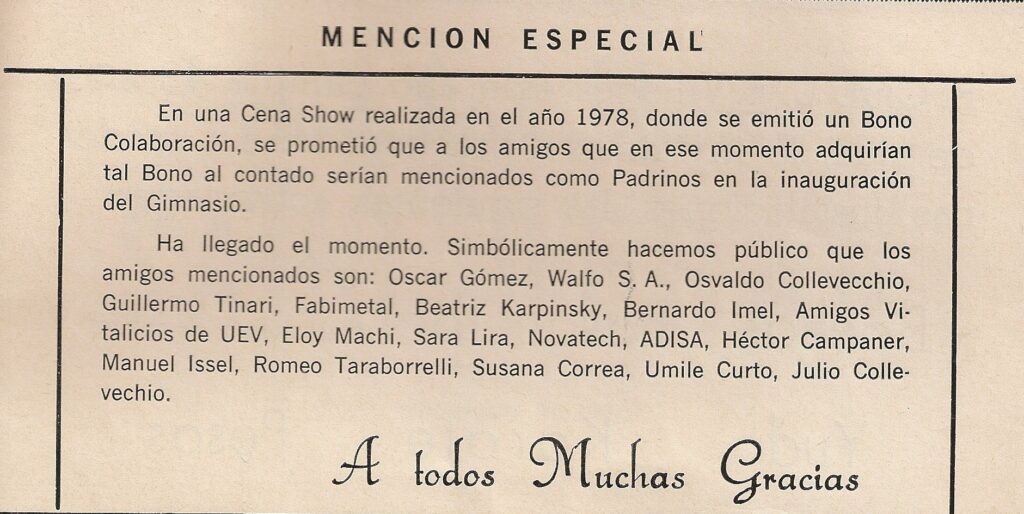 MENCION ESPECIAL
En una Cena Show realizada en el año 1978, donde se emitió un Bono
Colaboración, se prometió que a los amigos que en ese momento adquirían
tal Bono al contado serían mencionados como Padrinos en la inauguración
del Gimnasio.
Ha llegado el momento. Simbólicamente hacemos público que los
amigos mencionados son: Oscar Gómez, Walfo S. A., Osvaldo Collevecchio,
Guillermo Tinari, Fabimetal, Beatriz Karpinsky, Bernardo Imel, Amigos Vi-
talicios de UEV, Eloy Machi, Sara Lira, Novatech, ADISA, Héctor Campaner,
Manuel Issel, Romeo Taraborrelli, Susana Correa, Umile Curto, Julio Colle-
vechio.
A todos Muchas Gracias